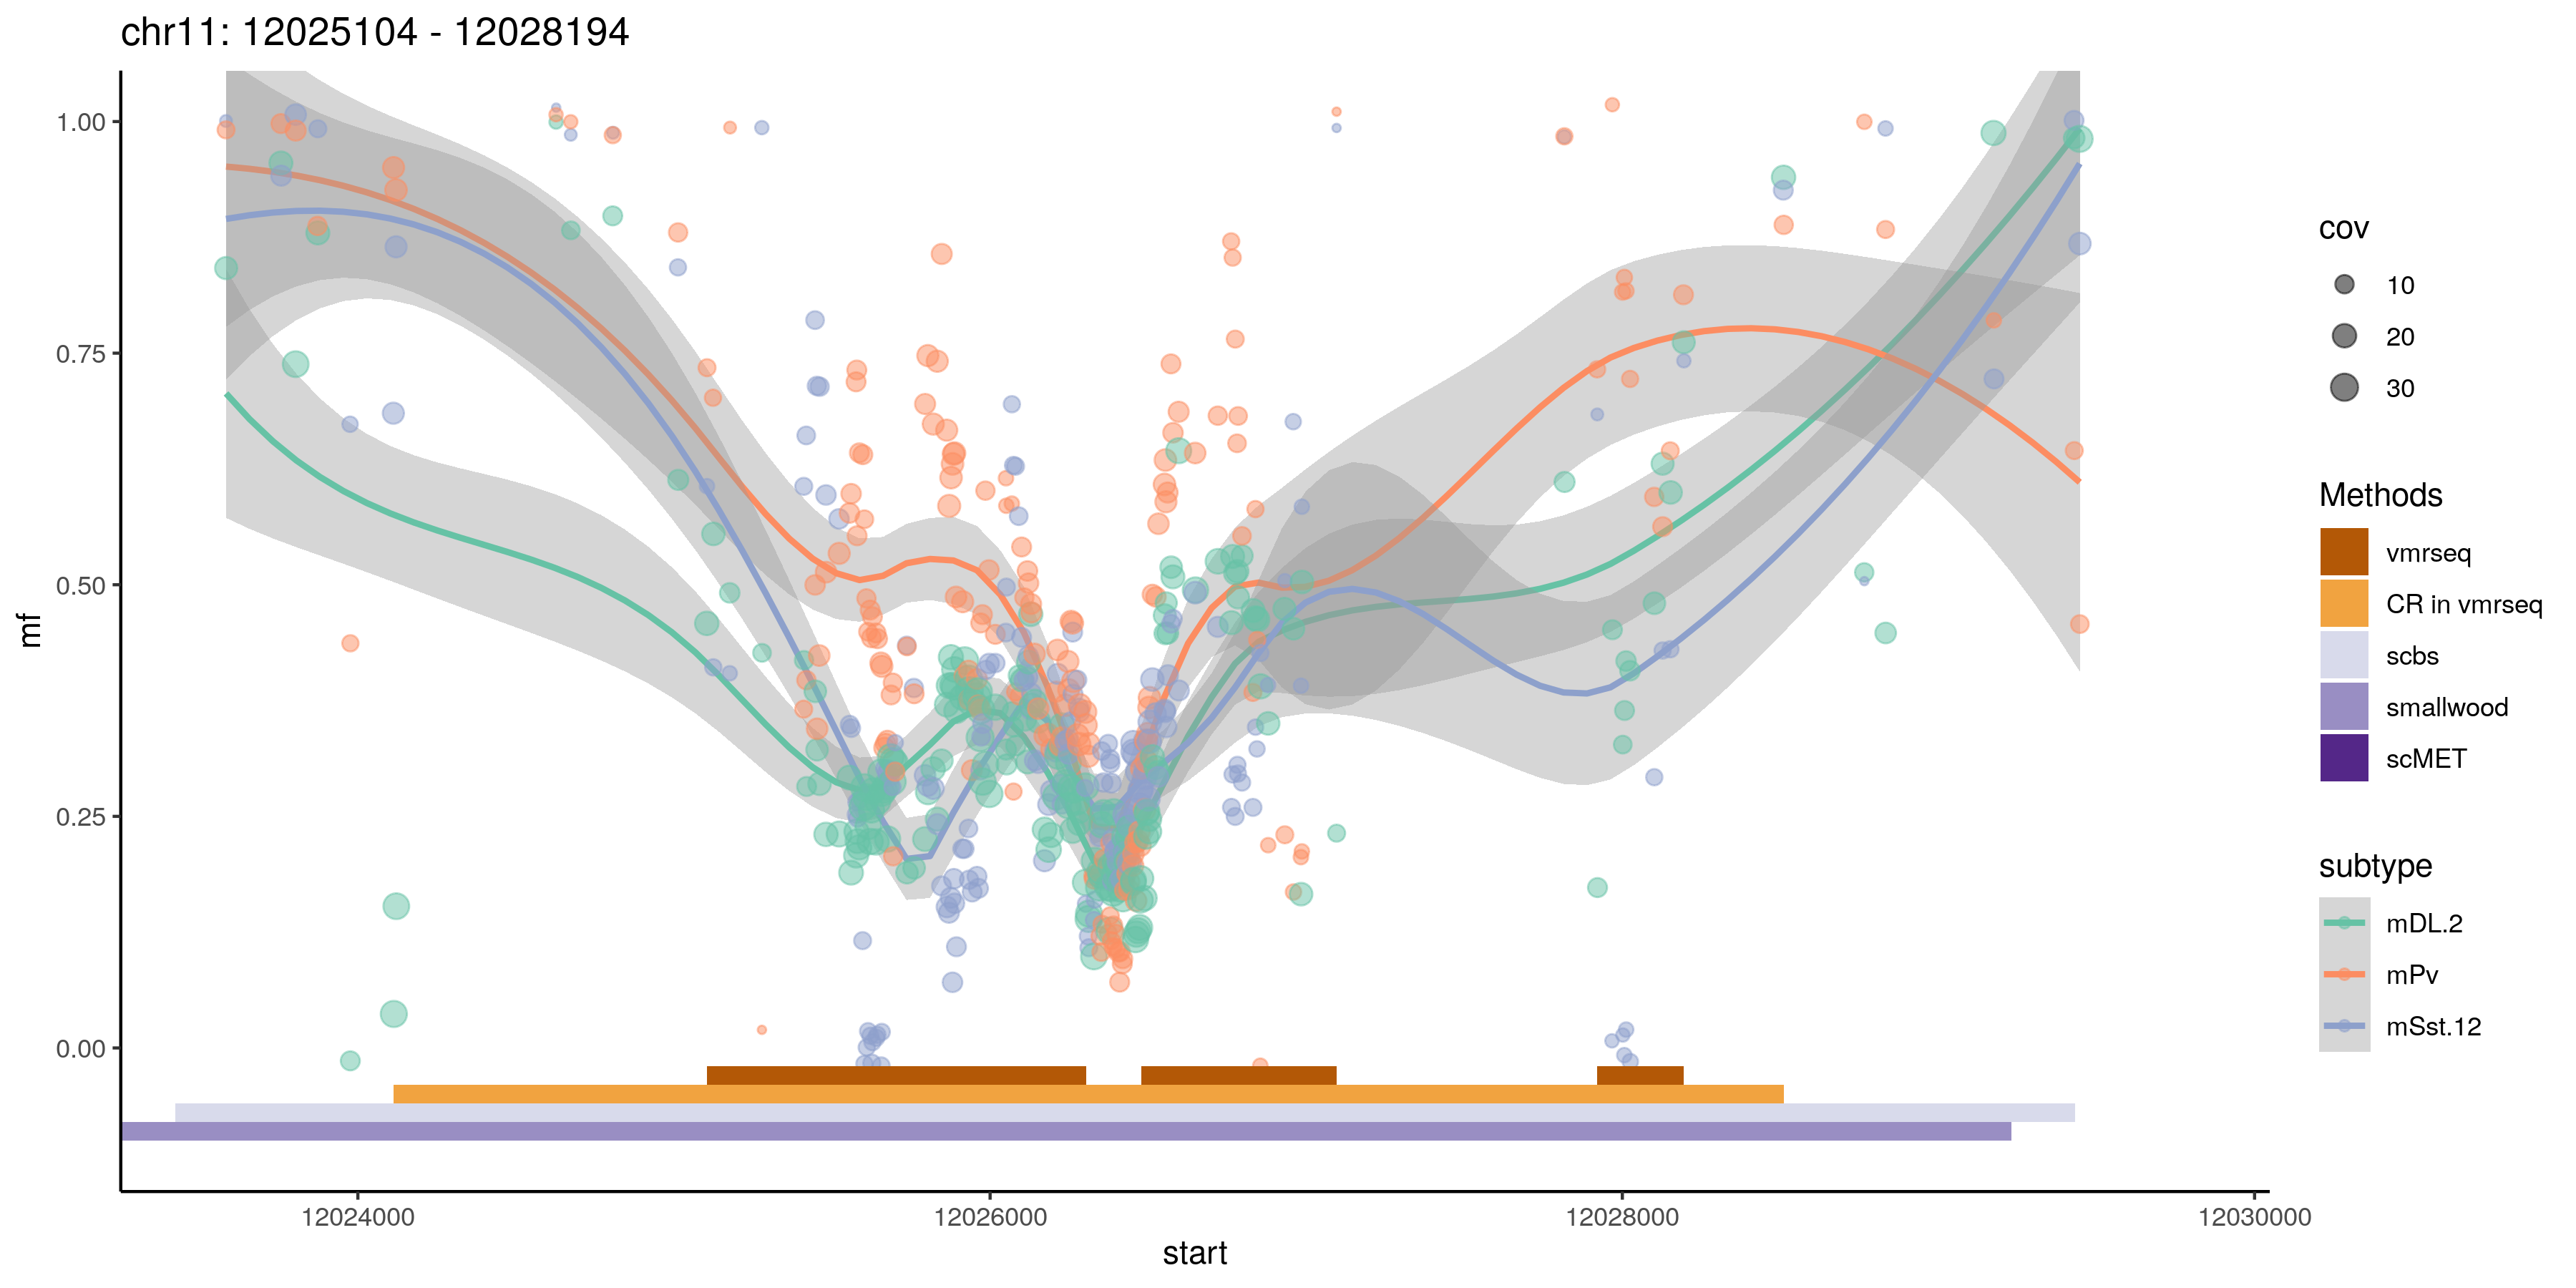 chr11: 12025104 - 12028194
mf
1.00
0.75
0.50
0.25
0.00
12024000
12026000
12028000
12030000
start
cov
10
20
30
Methods
vmrseq
CR in vmrseq
scbs
smallwood
scMET
subtype
mDL.2
mPv
mSst.12